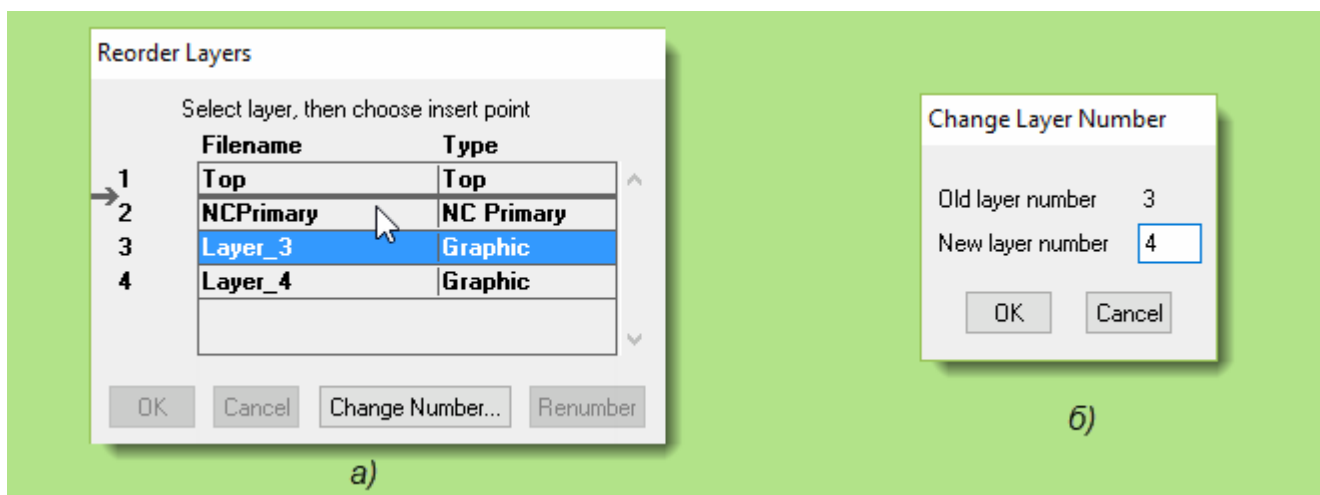 Reorder Layers
Select layer, then choose insert point
Filename Type
1 Top Top
2 NCPrimary NC Primary
3 Layer_3 Graphic
4 Layer_4 Graphic
OK Cancel Change Number... Renumber
а)
Change Layer Number
Old layer number 3
New layer number 4
OK Cancel
б)